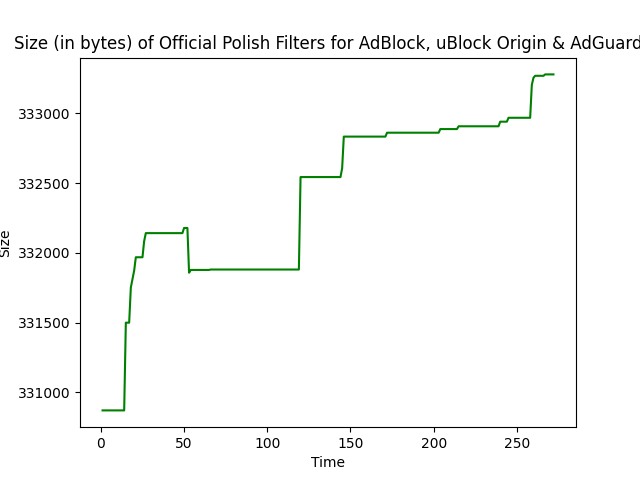 Size (in bytes) of Official Polish Filters for AdBlock, uBlock Origin & AdGuard
333000
332500
332000
331500
331000
Size
0 50 100 150 200 250
Time